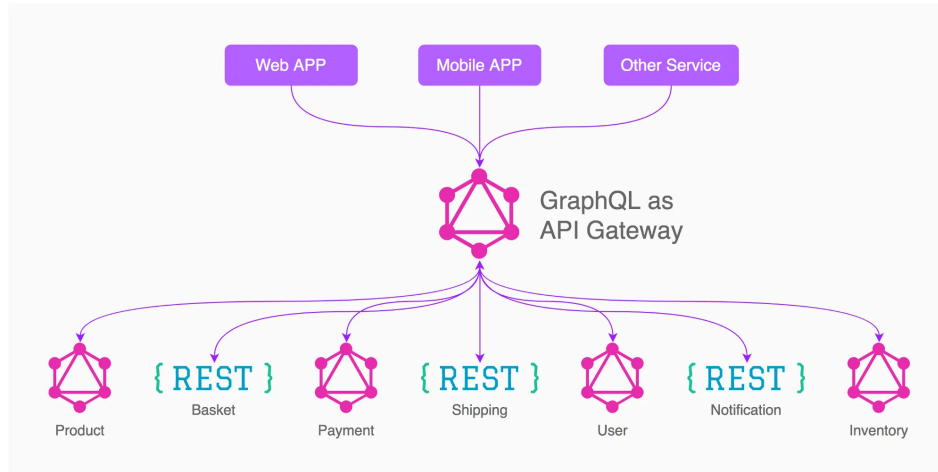 Web APP
Mobile APP
Other Service
GraphQL as
API Gateway
{ REST }
{ REST }
{ REST }
Product
Basket
Payment
Shipping
User
Notification
Inventory